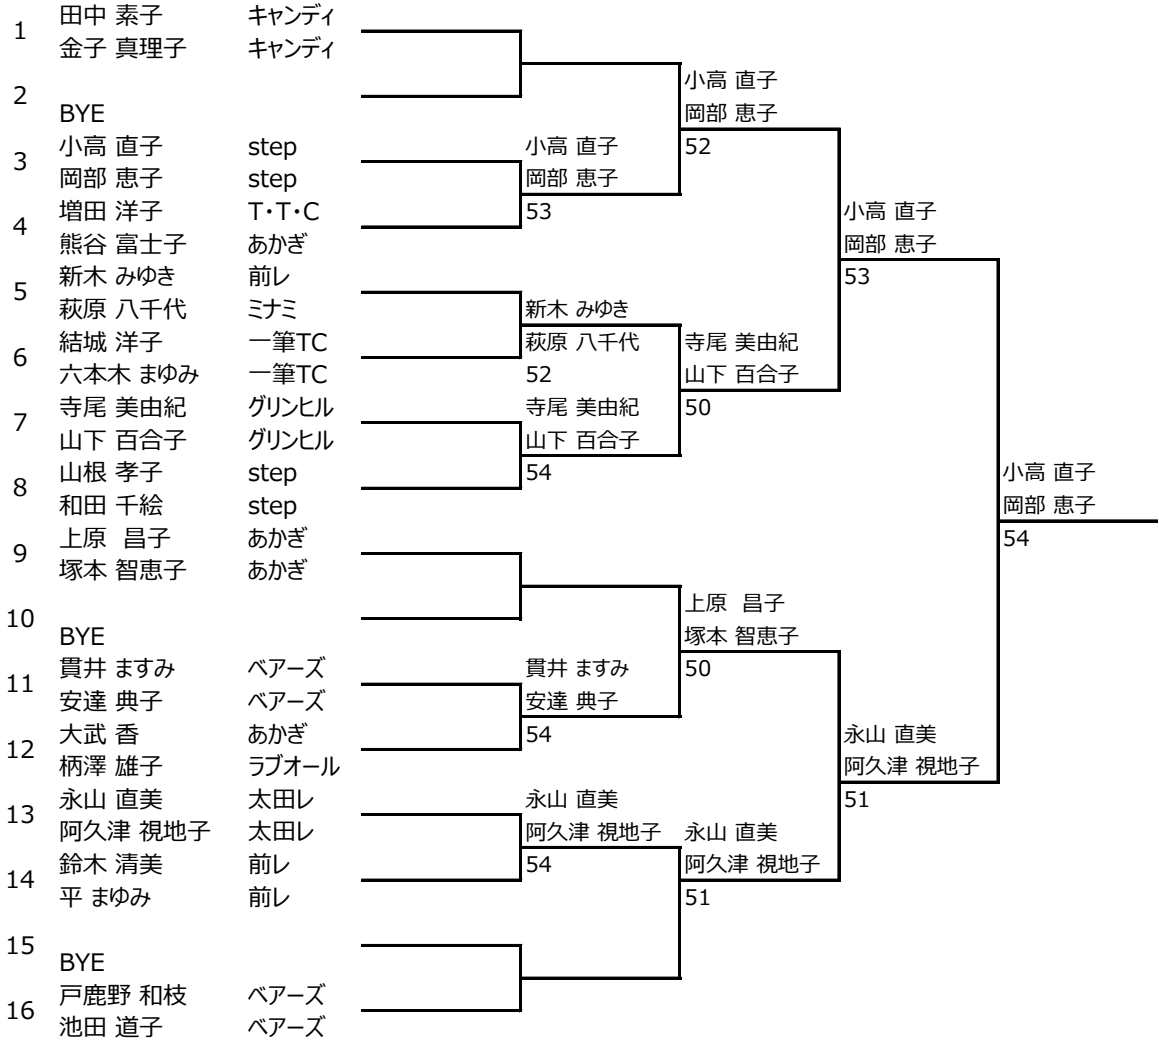 1
田中 素子 キャンディ
金子 真理子 キャンディ
2
BYE
3
小高 直子 step
岡部 恵子 step
4
増田 洋子 T・T・C
熊谷 富士子 あかぎ
5
新木 みゆき 前レ
萩原 八千代 ミナミ
6
結城 洋子 一筆TC
六本木 まゆみ 一筆TC
7
寺尾 美由紀 グリンヒル
山下 百合子 グリンヒル
8
山根 孝子 step
和田 千絵 step
9
上原 昌子 あかぎ
塚本 智恵子 あかぎ
10
BYE
11
貫井 ますみ ベアーズ
安達 典子 ベアーズ
12
大武 香 あかぎ
柄澤 雄子 ラブオール
13
永山 直美 太田レ
阿久津 視地子 太田レ
14
鈴木 清美 前レ
平 まゆみ 前レ
15
BYE
16
戸鹿野 和枝 ベアーズ
池田 道子 ベアーズ
小高 直子
岡部 恵子
53
新木 みゆき
萩原 八千代
52
寺尾 美由紀
山下 百合子
54
貫井 ますみ
安達 典子
54
永山 直美
阿久津 視地子
54
小高 直子
岡部 恵子
52
寺尾 美由紀
山下 百合子
50
上原 昌子
塚本 智恵子
50
永山 直美
阿久津 視地子
51
小高 直子
岡部 恵子
53
永山 直美
阿久津 視地子
51
小高 直子
岡部 恵子
54